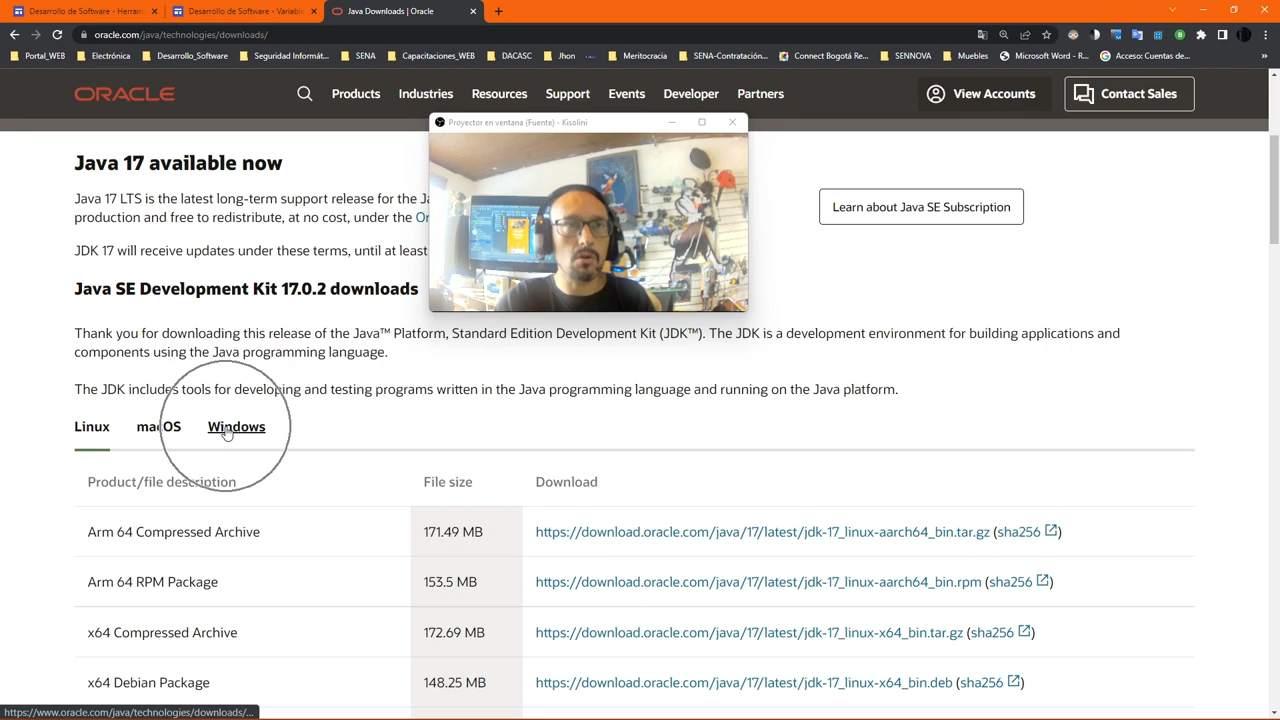 Desarrollo de Software - Herrar
Desarrollo de Software - Variable
Java Downloads | Oracle
oracle.com/java/technologies/downloads/
Portal_WEB
Electrónica
Desarrollo_Software
Seguridad Informát...
SENA
Capacitaciones_WEB
DACASC
Jhon
Meritocracia
SENA-Contratación...
Connect Bogotá Re...
SENNOVA
Muebles
Microsoft Word - R...
Acceso: Cuentas de...
ORACLE
Products
Industries
Resources
Support
Events
Developer
Partners
View Accounts
Contact Sales
Proyector en ventana (Fuente) - Kisolini
Java 17 available now
Java 17 LTS is the latest long-term support release for the Ja
production and free to redistribute, at no cost, under the Or
Learn about Java SE Subscription
JDK 17 will receive updates under these terms, until at least
Java SE Development Kit 17.0.2 downloads
Thank you for downloading this release of the Java™ Platform, Standard Edition Development Kit (JDK™). The JDK is a development environment for building applications and
components using the Java programming language.
The JDK includes tools for developing and testing programs written in the Java programming language and running on the Java platform.
Linux
macOS
Windows
Product/file description
File size
Download
Arm 64 Compressed Archive
171.49 MB
https://download.oracle.com/java/17/latest/jdk-17_linux-aarch64_bin.tar.gz (sha256)
Arm 64 RPM Package
153.5 MB
https://download.oracle.com/java/17/latest/jdk-17_linux-aarch64_bin.rpm (sha256)
x64 Compressed Archive
172.69 MB
https://download.oracle.com/java/17/latest/jdk-17_linux-x64_bin.tar.gz (sha256)
x64 Debian Package
148.25 MB
https://download.oracle.com/java/17/latest/jdk-17_linux-x64_bin.deb (sha256)
https://www.oracle.com/java/technologies/downloads/...